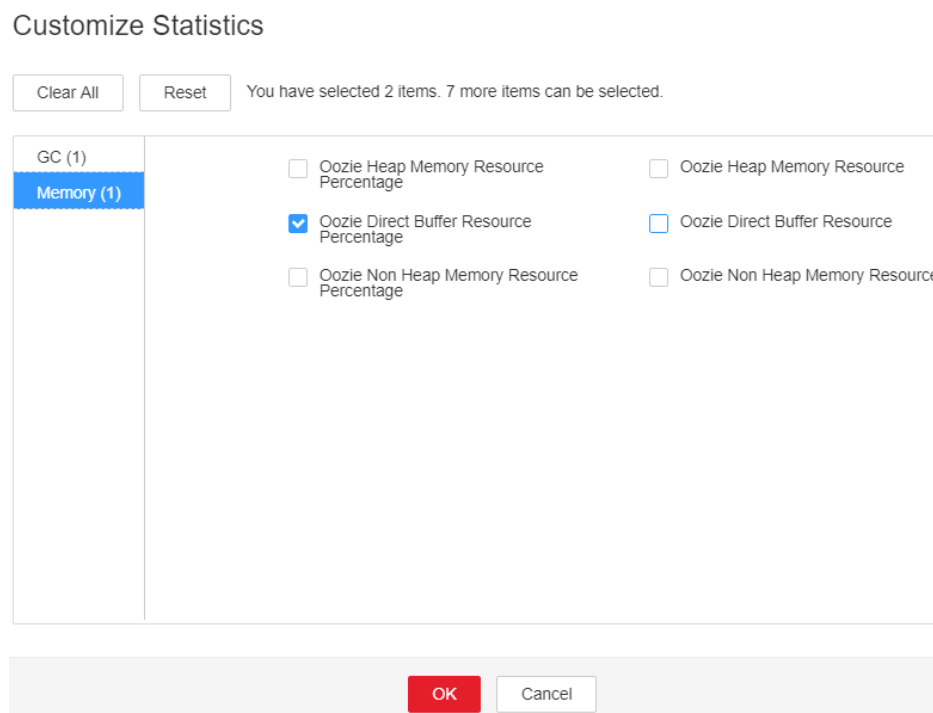 Customize Statistics
Clear All
Reset
You have selected 2 items. 7 more items can be selected.
GC (1)
Memory (1)
Oozie Heap Memory Resource
Percentage
Oozie Heap Memory Resource
Oozie Direct Buffer Resource
Percentage
Oozie Direct Buffer Resource
Oozie Non Heap Memory Resource
Percentage
Oozie Non Heap Memory Resource
OK
Cancel